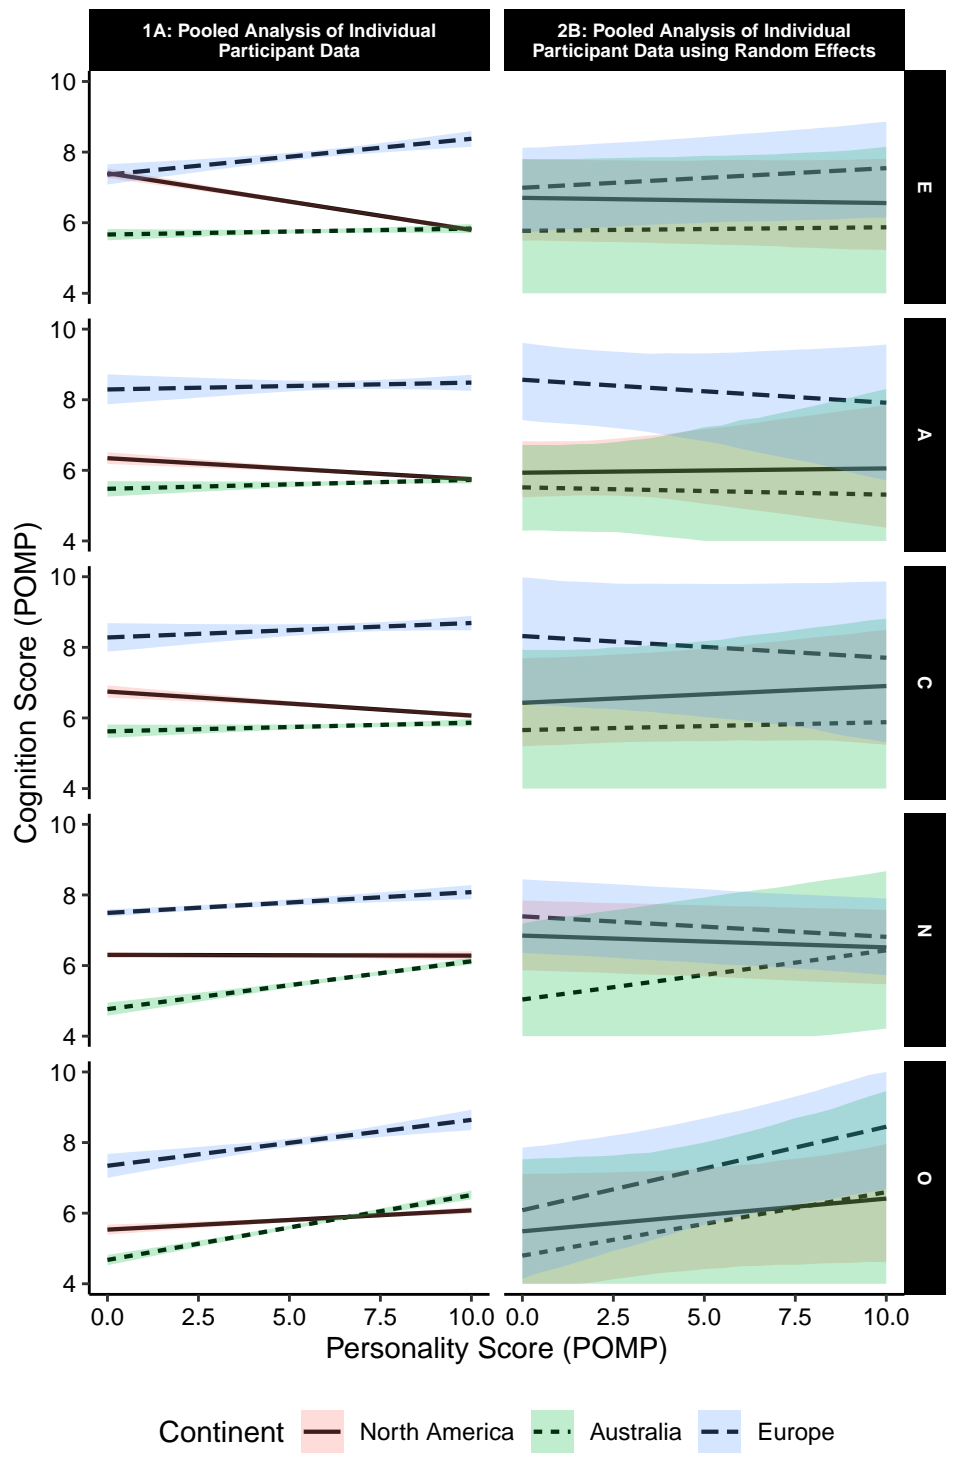 1A: Pooled Analysis of Individual
Participant Data
2B: Pooled Analysis of Individual
Participant Data using Random Effects
Cognition Score (POMP)
10
8
6
4
E
10
8
6
4
A
10
8
6
4
C
10
8
6
4
N
10
8
6
4
O
0.0 2.5 5.0 7.5 10.0 0.0 2.5 5.0 7.5 10.0
Personality Score (POMP)
Continent North America Australia Europe